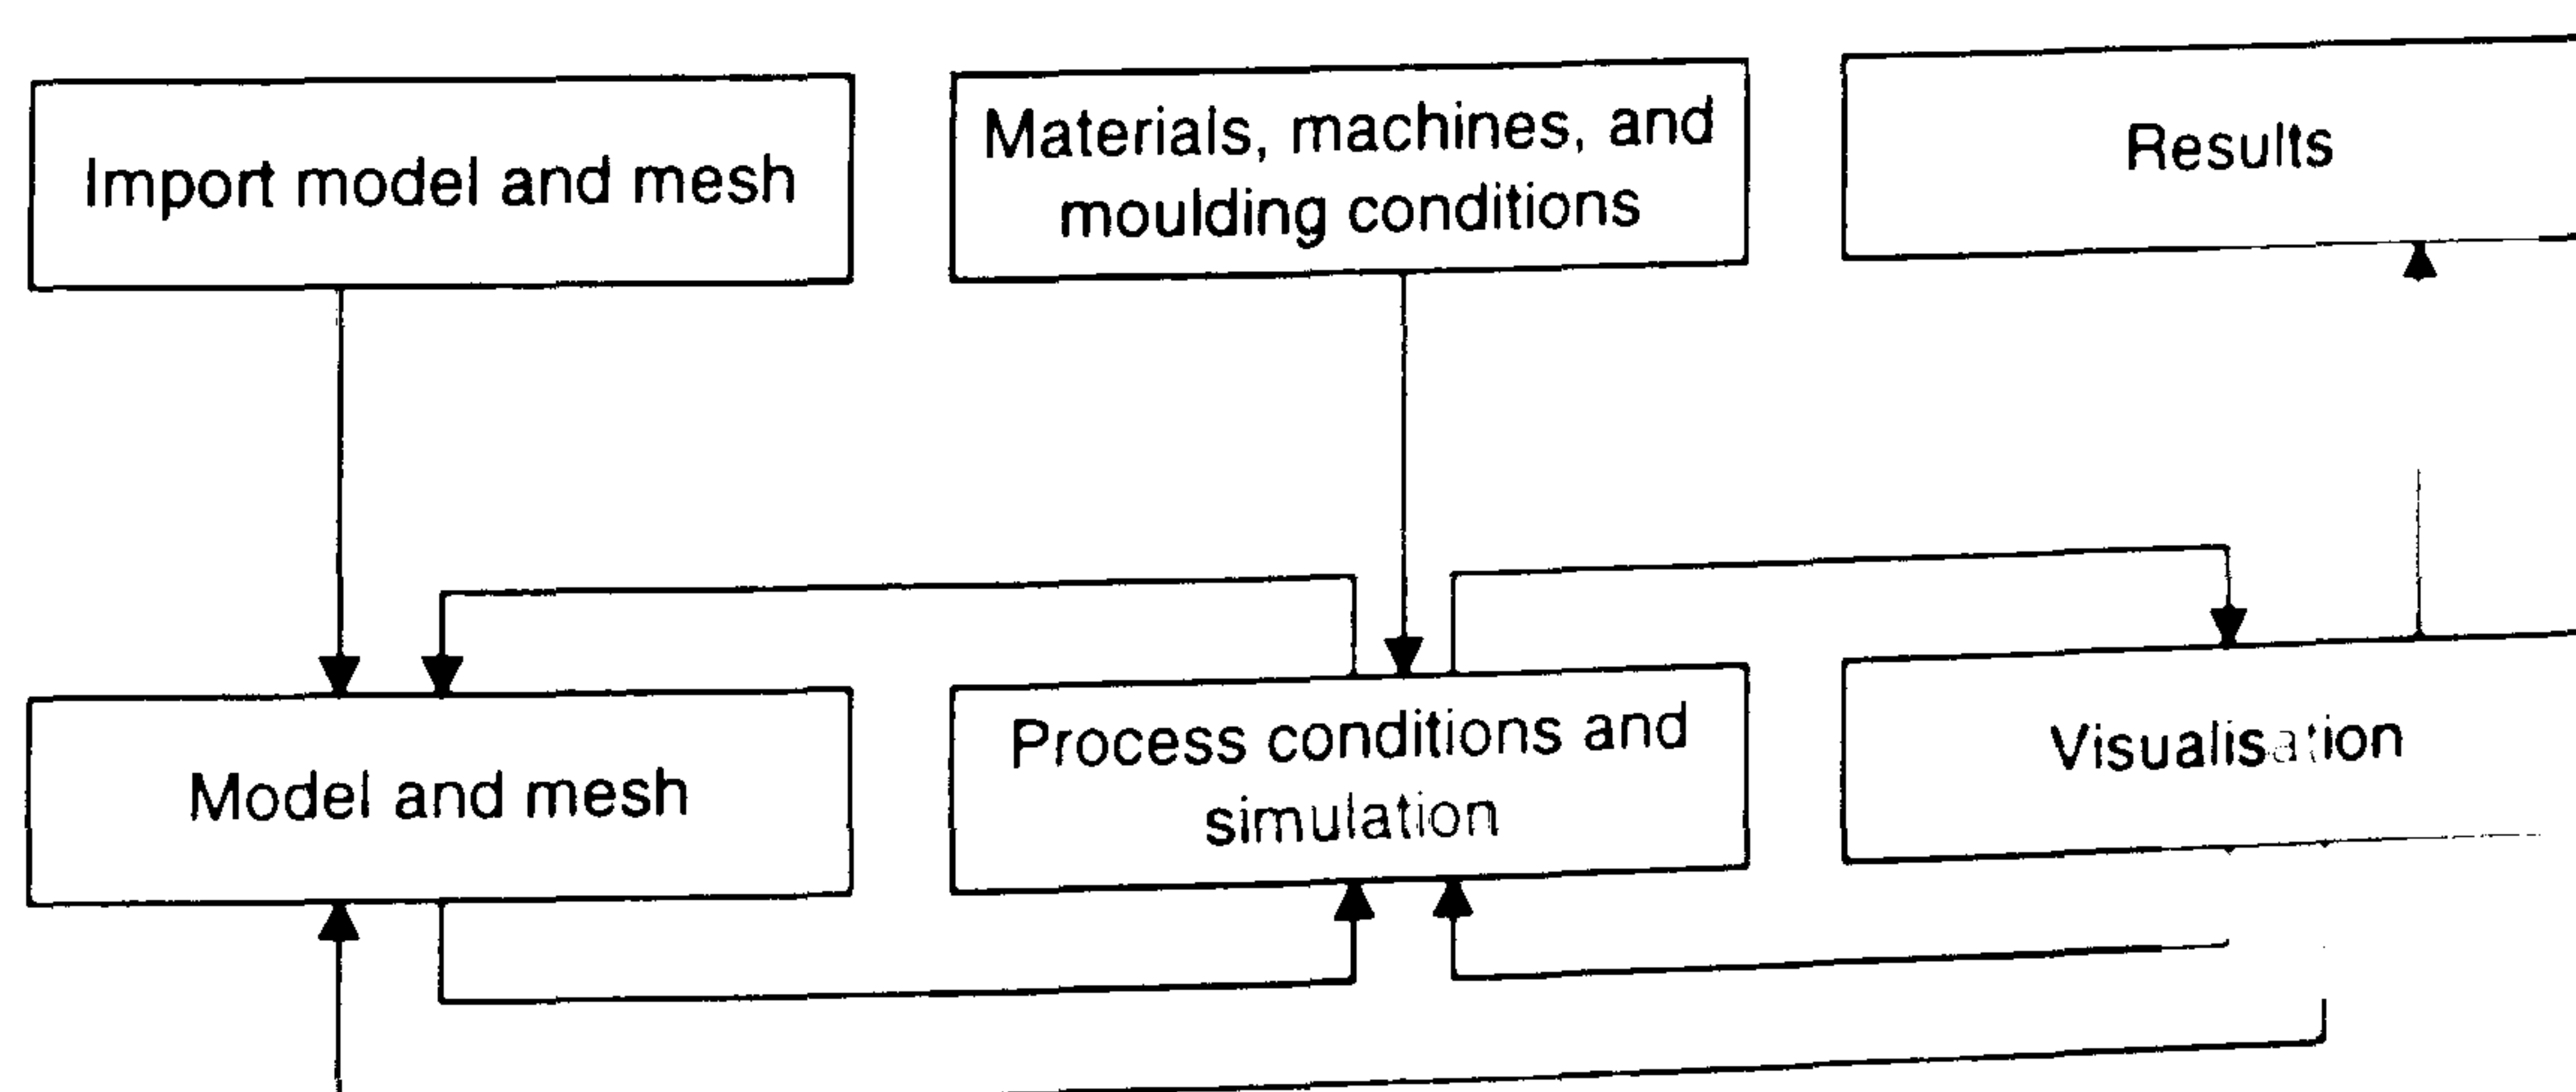 Import model and mesh
Materials, machines, and
moulding conditions
Results
Model and mesh
Process conditions and
simulation
Visualisation